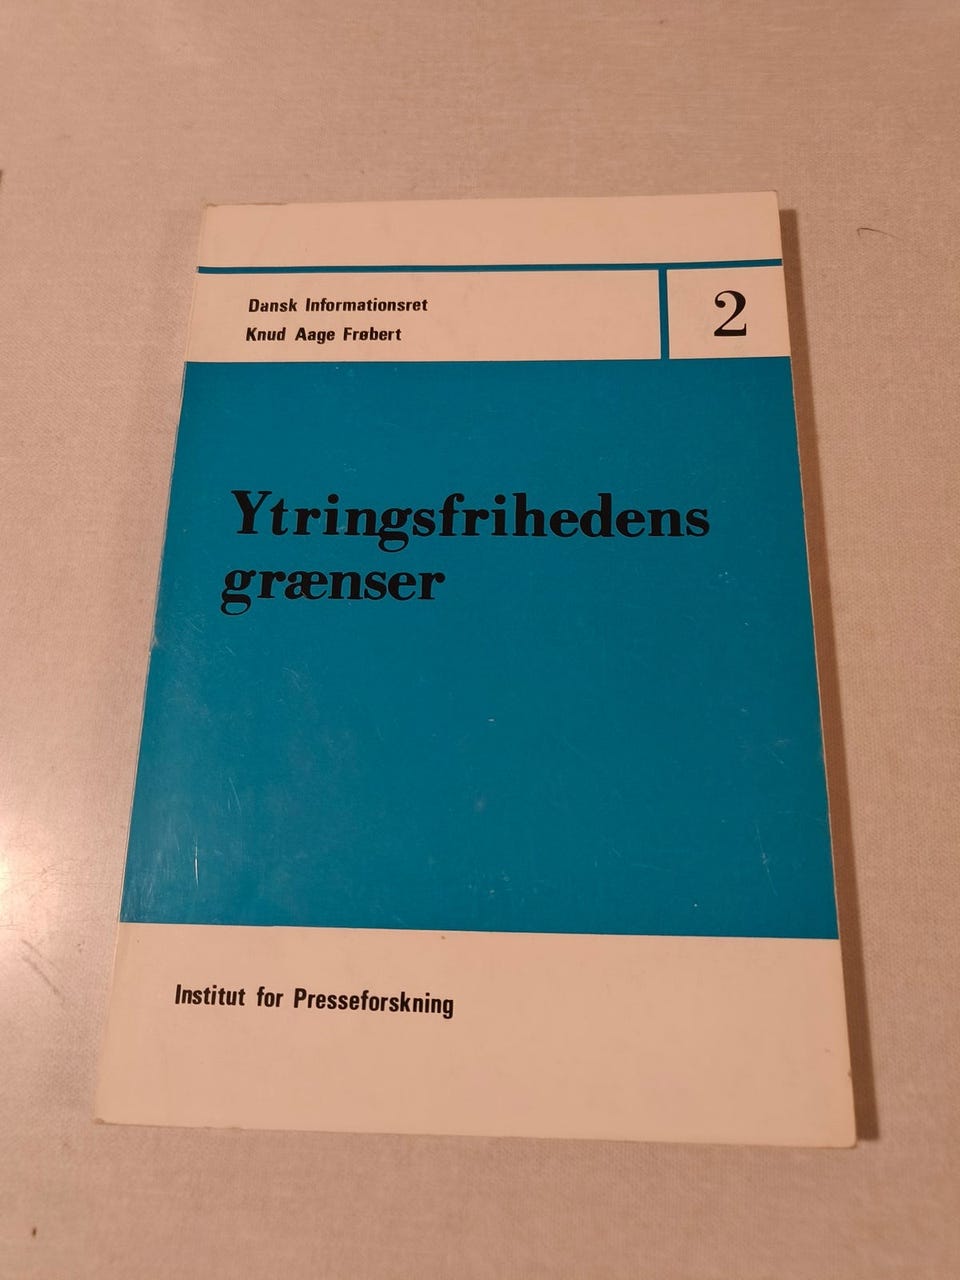 Dansk Informationsret
Knud Aage Frøbert
2
Ytringsfrihedens
grænser
Institut for Presseforskning